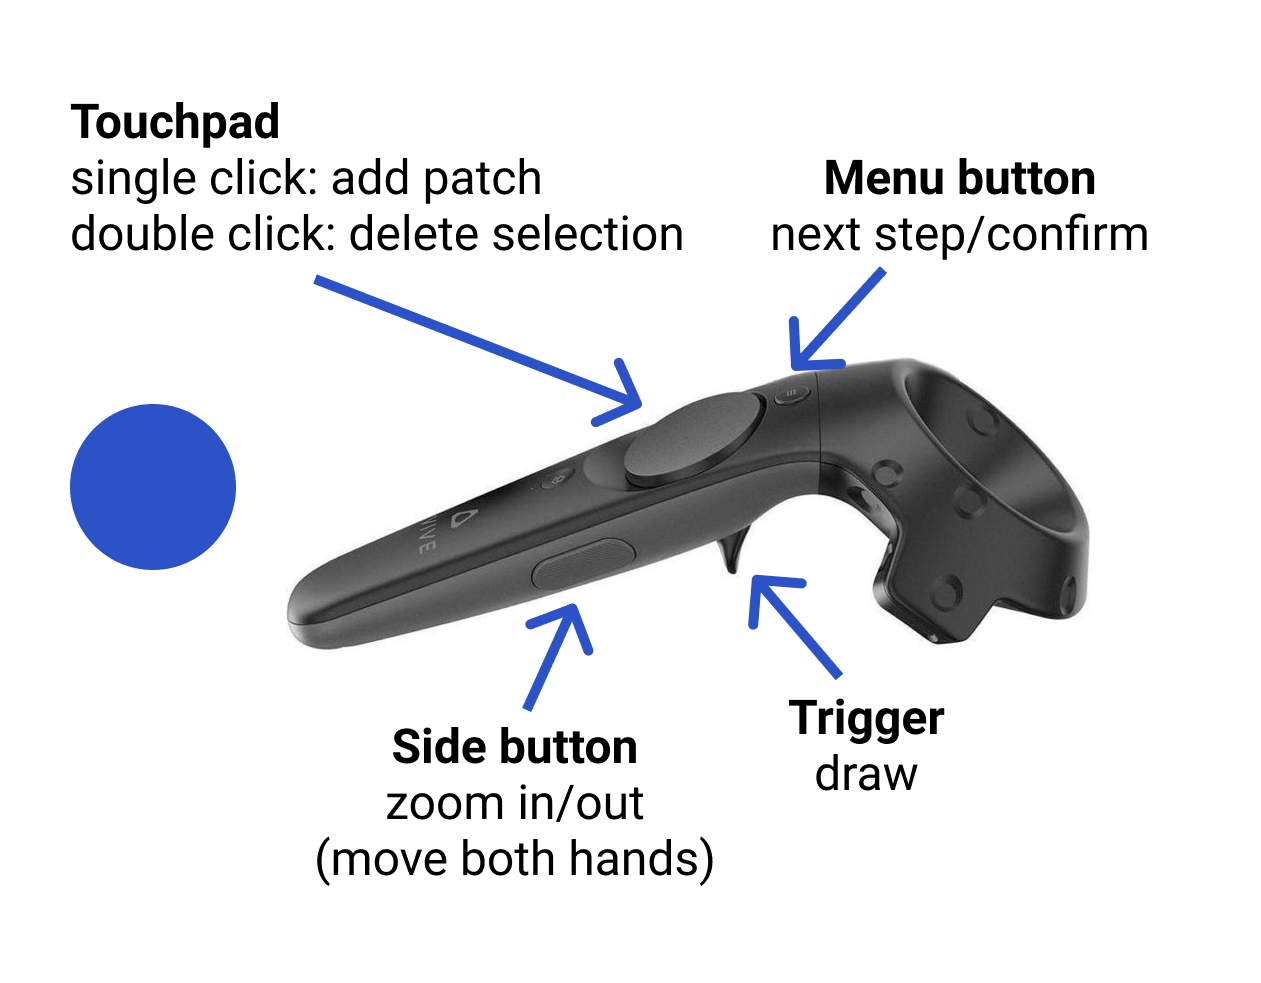 Touchpad
single click: add patch
double click: delete selection
Menu button
next step/confirm
VIVE
Side button
zoom in/out
(move both hands)
Trigger
draw